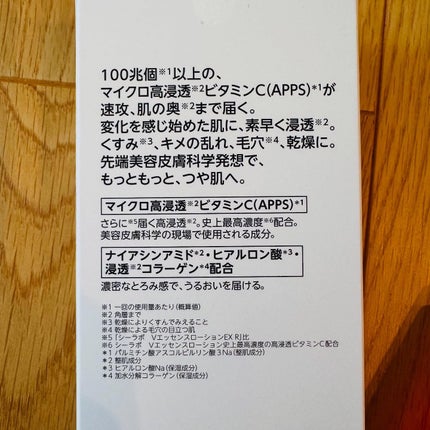 100兆個※1以上の、
マイクロ高浸透※2ビタミンC(APPS)*1が
速攻、肌の奥※2まで届く。
変化を感じ始めた肌に、素早く浸透※2。
くすみ※3、キメの乱れ、毛穴※4、乾燥に。
先端美容皮膚科学発想で、
もっともっと、つや肌へ。
マイクロ高浸透※2ビタミンC(APPS)*1
さらに※5届く高浸透※2。史上最高濃度※6配合。
美容皮膚科学の現場で使用される成分。
ナイアシンアミド*2・ヒアルロン酸*3・
浸透※2コラーゲン*4配合
濃密なとろみ感で、うるおいを届ける。
※1 一回の使用量あたり(概算値)
※2 角層まで
※3 乾燥によりくすんでみえること
※4 乾燥による毛穴の目立つ肌
※5「シーラボ VエッセンスローションEX R」比
※6 シーラボ Vエッセンスローション史上最高濃度の高浸透ビタミンC配合
*1 パルミチン酸アスコルビルリン酸3Na(整肌成分)
*2 整肌成分
*3 ヒアルロン酸Na(保湿成分)
*4 加水分解コラーゲン(保湿成分)